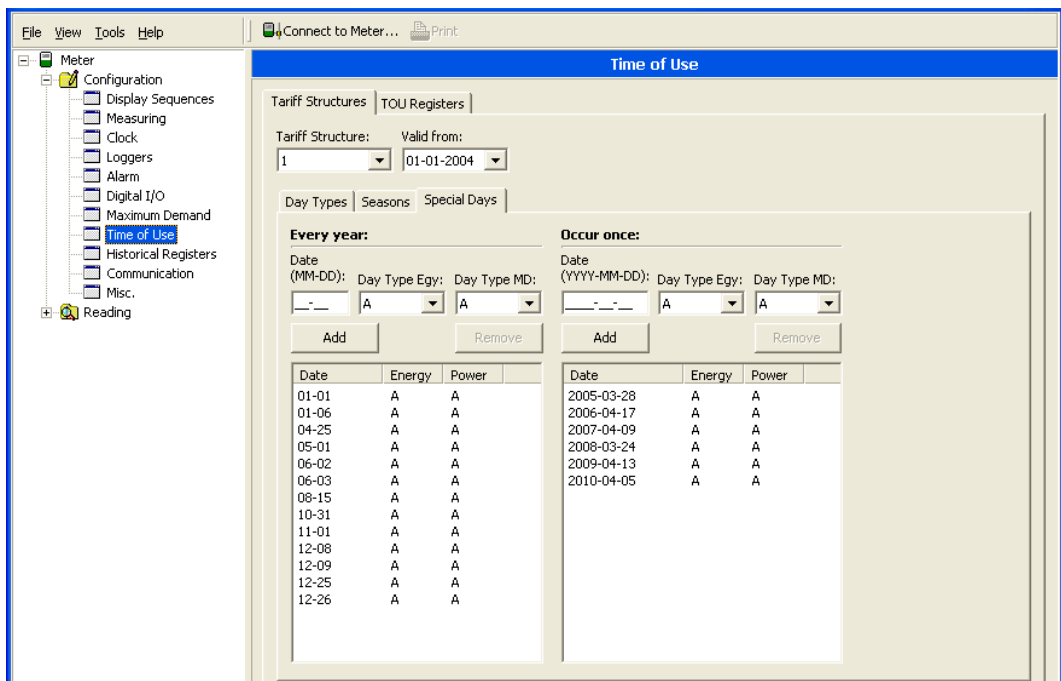 File View Tools Help Connect to Meter... Print
Meter
Configuration
Display Sequences
Measuring
Clock
Loggers
Alarm
Digital I/O
Maximum Demand
Time of Use
Historical Registers
Communication
Misc.
Reading
Time of Use
Tariff Structures TOU Registers
Tariff Structure: Valid from:
1 01-01-2004
Day Types Seasons Special Days
Every year:
Date
(MM-DD): Day Type Egy: Day Type MD:
__-__ A A
Add Remove
Date Energy Power
01-01 A A
01-06 A A
04-25 A A
05-01 A A
06-02 A A
06-03 A A
08-15 A A
10-31 A A
11-01 A A
12-08 A A
12-09 A A
12-25 A A
12-26 A A
Occur once:
Date
(YYYY-MM-DD): Day Type Egy: Day Type MD:
____-__-__ A A
Add Remove
Date Energy Power
2005-03-28 A A
2006-04-17 A A
2007-04-09 A A
2008-03-24 A A
2009-04-13 A A
2010-04-05 A A